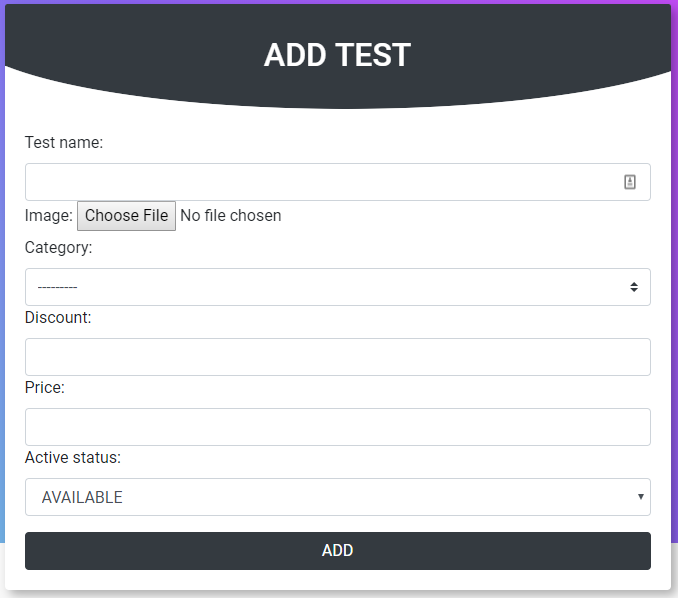 ADD TEST
Test name:
Image: Choose File No file chosen
Category:
---------
Discount:
Price:
Active status:
AVAILABLE
ADD